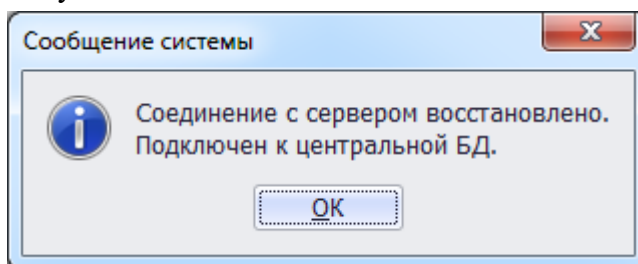 Сообщение системы
Соединение с сервером восстановлено.
Подключен к центральной БД.
OK